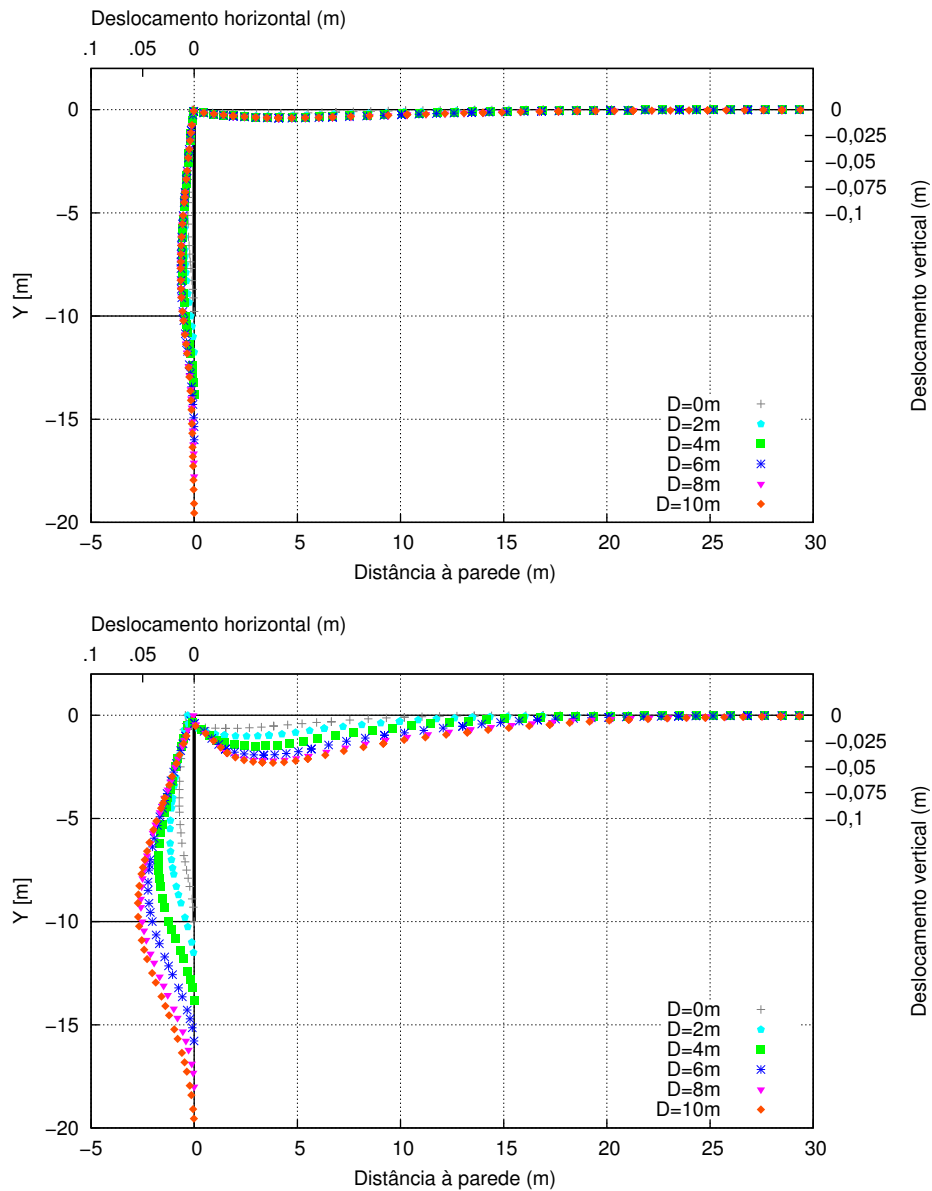 Deslocamento horizontal (m)
.1 .05 0
0
−5
−10
−15
−20
Y [m]
0
−0,025
−0,05
−0,075
−0,1
Deslocamento vertical (m)
D=0m
D=2m
D=4m
D=6m
D=8m
D=10m
−5 0 5 10 15 20 25 30
Distância à parede (m)
Deslocamento horizontal (m)
.1 .05 0
0
−5
−10
−15
−20
Y [m]
0
−0,025
−0,05
−0,075
−0,1
Deslocamento vertical (m)
D=0m
D=2m
D=4m
D=6m
D=8m
D=10m
−5 0 5 10 15 20 25 30
Distância à parede (m)